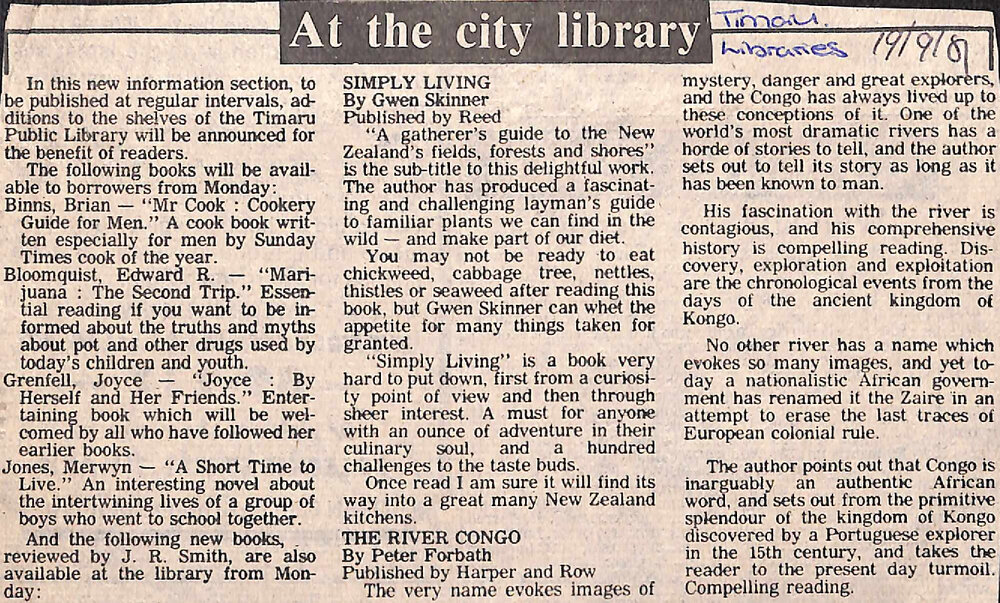 At the city library
Timaru.
Libraries
19/9/81
In this new information section, to
be published at regular intervals, ad-
ditions to the shelves of the Timaru
Public Library will be announced for
the benefit of readers.
The following books will be avail-
able to borrowers from Monday:
Binns, Brian — “Mr Cook : Cookery
Guide for Men.” A cook book writ-
ten especially for men by Sunday
Times cook of the year.
Bloomquist, Edward R. — “Mari-
juana : The Second Trip.” Essen-
tial reading if you want to be in-
formed about the truths and myths
about pot and other drugs used by
today's children and youth.
Grenfell, Joyce — “Joyce : By
Herself and Her Friends.” Enter-
taining book which will be wel-
comed by all who have followed her
earlier books.
Jones, Merwyn — “A Short Time to
Live.” An interesting novel about
the intertwining lives of a group of
boys who went to school together.
And the following new books,
reviewed by J. R. Smith, are also
available at the library from Mon-
day:
SIMPLY LIVING
By Gwen Skinner
Published by Reed
“A gatherer's guide to the New
Zealand's fields, forests and shores”
is the sub-title to this delightful work.
The author has produced a fascinat-
ing and challenging layman's guide
to familiar plants we can find in the
wild — and make part of our diet.
You may not be ready to eat
chickweed, cabbage tree, nettles,
thistles or seaweed after reading this
book, but Gwen Skinner can whet the
appetite for many things taken for
granted.
“Simply Living” is a book very
hard to put down, first from a curiosi-
ty point of view and then through
sheer interest. A must for anyone
with an ounce of adventure in their
culinary soul, and a hundred
challenges to the taste buds.
Once read I am sure it will find its
way into a great many New Zealand
kitchens.
THE RIVER CONGO
By Peter Forbath
Published by Harper and Row
The very name evokes images of
mystery, danger and great explorers,
and the Congo has always lived up to
these conceptions of it. One of the
world's most dramatic rivers has a
horde of stories to tell, and the author
sets out to tell its story as long as it
has been known to man.
His fascination with the river is
contagious, and his comprehensive
history is compelling reading. Dis-
covery, exploration and exploitation
are the chronological events from the
days of the ancient kingdom of
Kongo.
No other river has a name which
evokes so many images, and yet to-
day a nationalistic African govern-
ment has renamed it the Zaire in an
attempt to erase the last traces of
European colonial rule.
The author points out that Congo is
inarguably an authentic African
word, and sets out from the primitive
splendour of the kingdom of Kongo
discovered by a Portuguese explorer
in the 15th century, and takes the
reader to the present day turmoil.
Compelling reading.